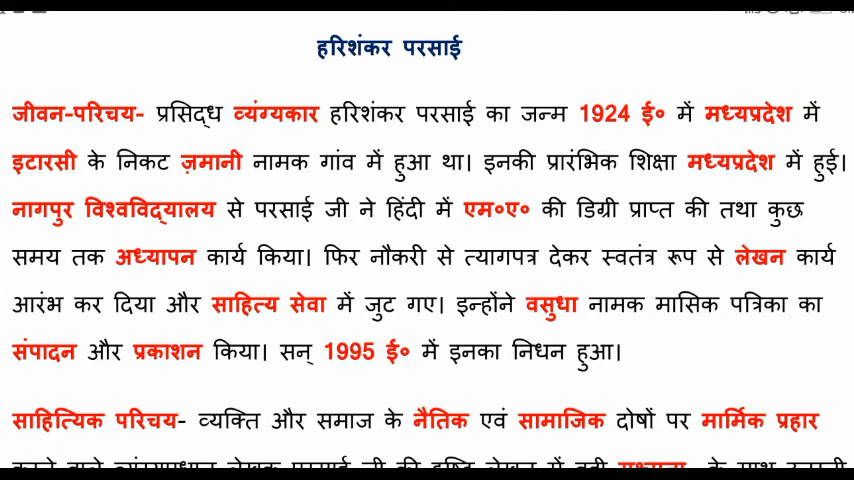 हरिशंकर परसाई
जीवन-परिचय- प्रसिद्ध व्यंग्यकार हरिशंकर परसाई का जन्म 1924 ई० में मध्यप्रदेश में
इटारसी के निकट ज़मानी नामक गांव में हुआ था। इनकी प्रारंभिक शिक्षा मध्यप्रदेश में हुई।
नागपुर विश्वविद्यालय से परसाई जी ने हिंदी में एम०ए० की डिग्री प्राप्त की तथा कुछ
समय तक अध्यापन कार्य किया। फिर नौकरी से त्यागपत्र देकर स्वतंत्र रूप से लेखन कार्य
आरंभ कर दिया और साहित्य सेवा में जुट गए। इन्होंने वसुधा नामक मासिक पत्रिका का
संपादन और प्रकाशन किया। सन् 1995 ई० में इनका निधन हुआ।
साहित्यिक परिचय- व्यक्ति और समाज के नैतिक एवं सामाजिक दोषों पर मार्मिक प्रहार